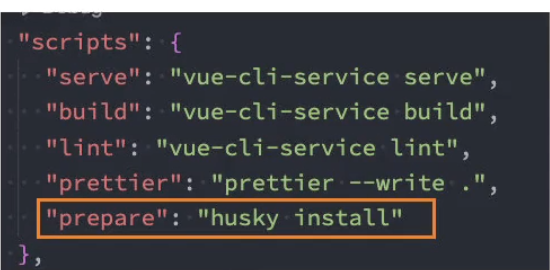 "scripts": {
"serve": "vue-cli-service serve",
"build": "vue-cli-service build",
"lint": "vue-cli-service lint",
"prettier": "prettier --write .",
"prepare": "husky install"
},